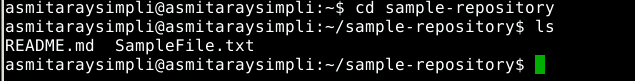 asmitaraysimpli@asmitaraysimpli:~$ cd sample-repository
asmitaraysimpli@asmitaraysimpli:~/sample-repository$ ls
README.md  SampleFile.txt
asmitaraysimpli@asmitaraysimpli:~/sample-repository$